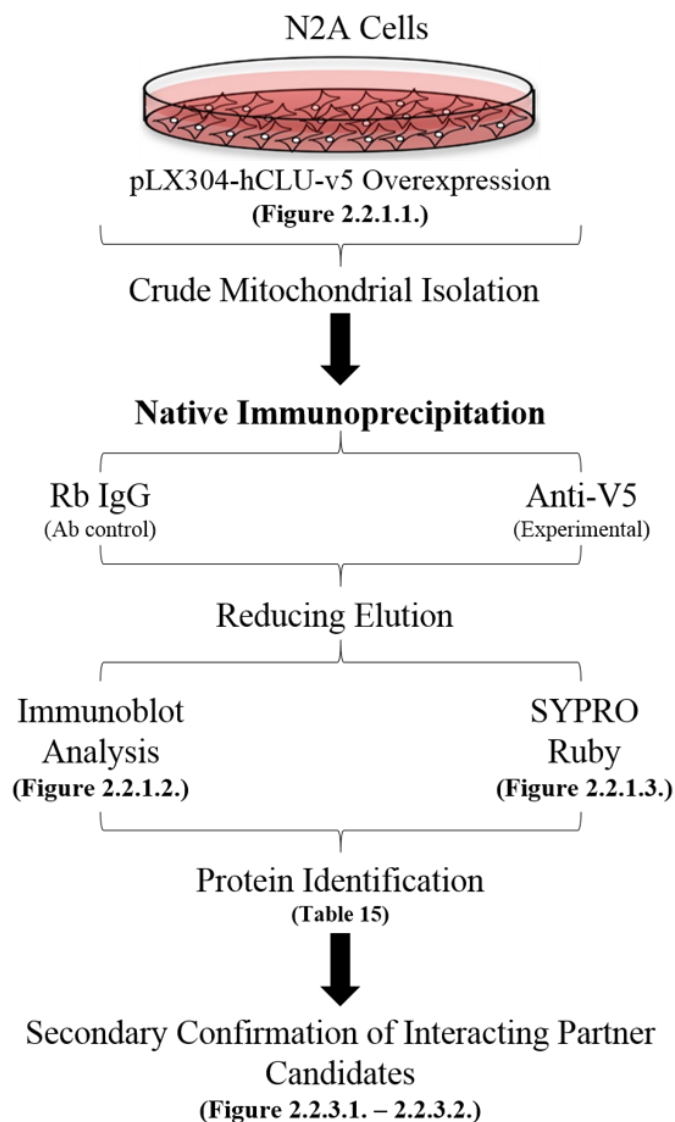 N2A Cells
pLX304-hCLU-v5 Overexpression
(Figure 2.2.1.1.)
Crude Mitochondrial Isolation
Native Immunoprecipitation
Rb IgG
(Ab control)
Anti-V5
(Experimental)
Reducing Elution
Immunoblot
Analysis
(Figure 2.2.1.2.)
SYPRO
Ruby
(Figure 2.2.1.3.)
Protein Identification
(Table 15)
Secondary Confirmation of Interacting Partner
Candidates
(Figure 2.2.3.1. – 2.2.3.2.)